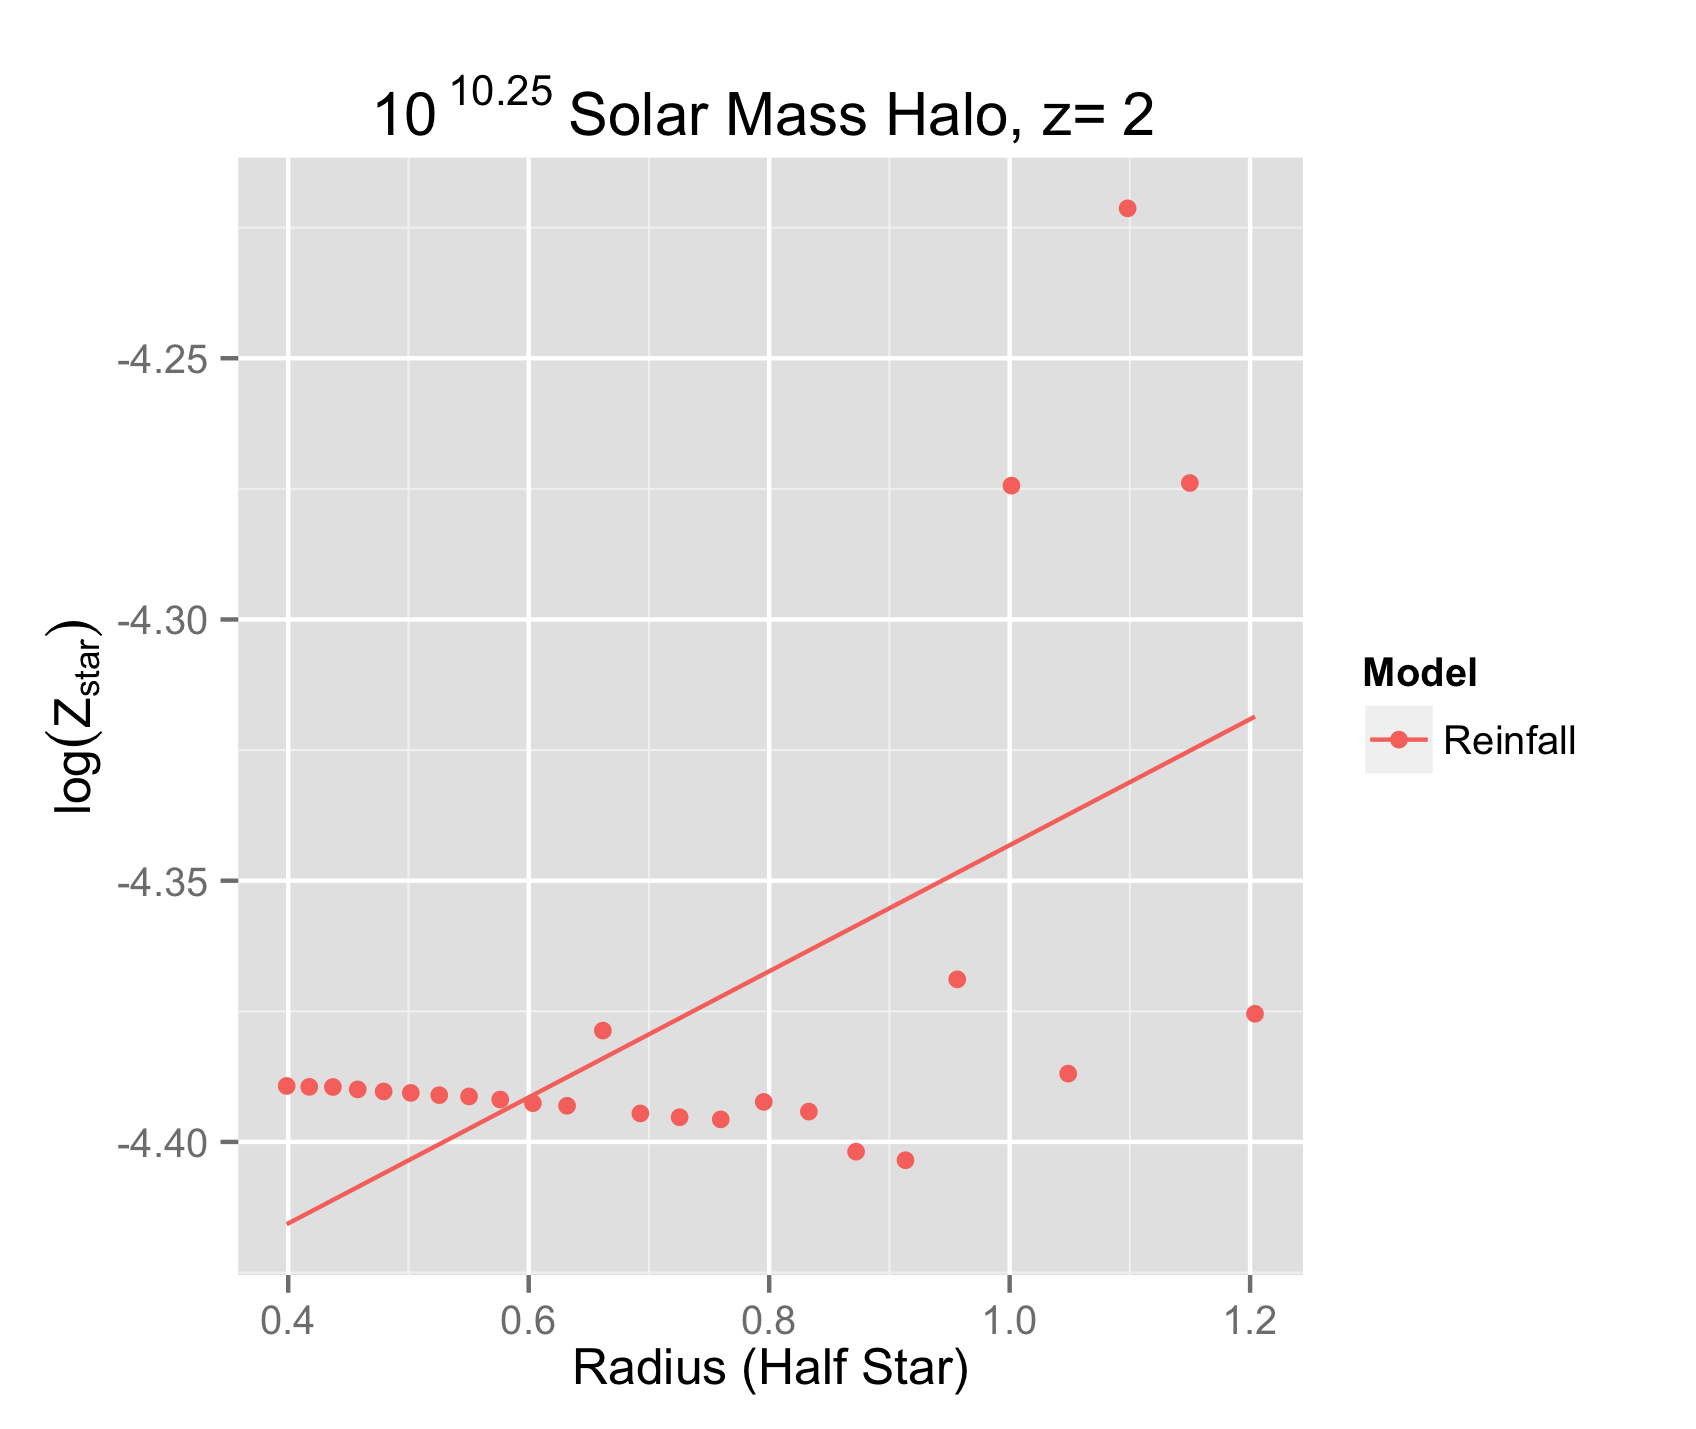 10 10.25 Solar Mass Halo, z= 2
-4.25
-4.30
-4.35
-4.40
log(Zstar)
0.4 0.6 0.8 1.0 1.2
Radius (Half Star)
Model
Reinfall